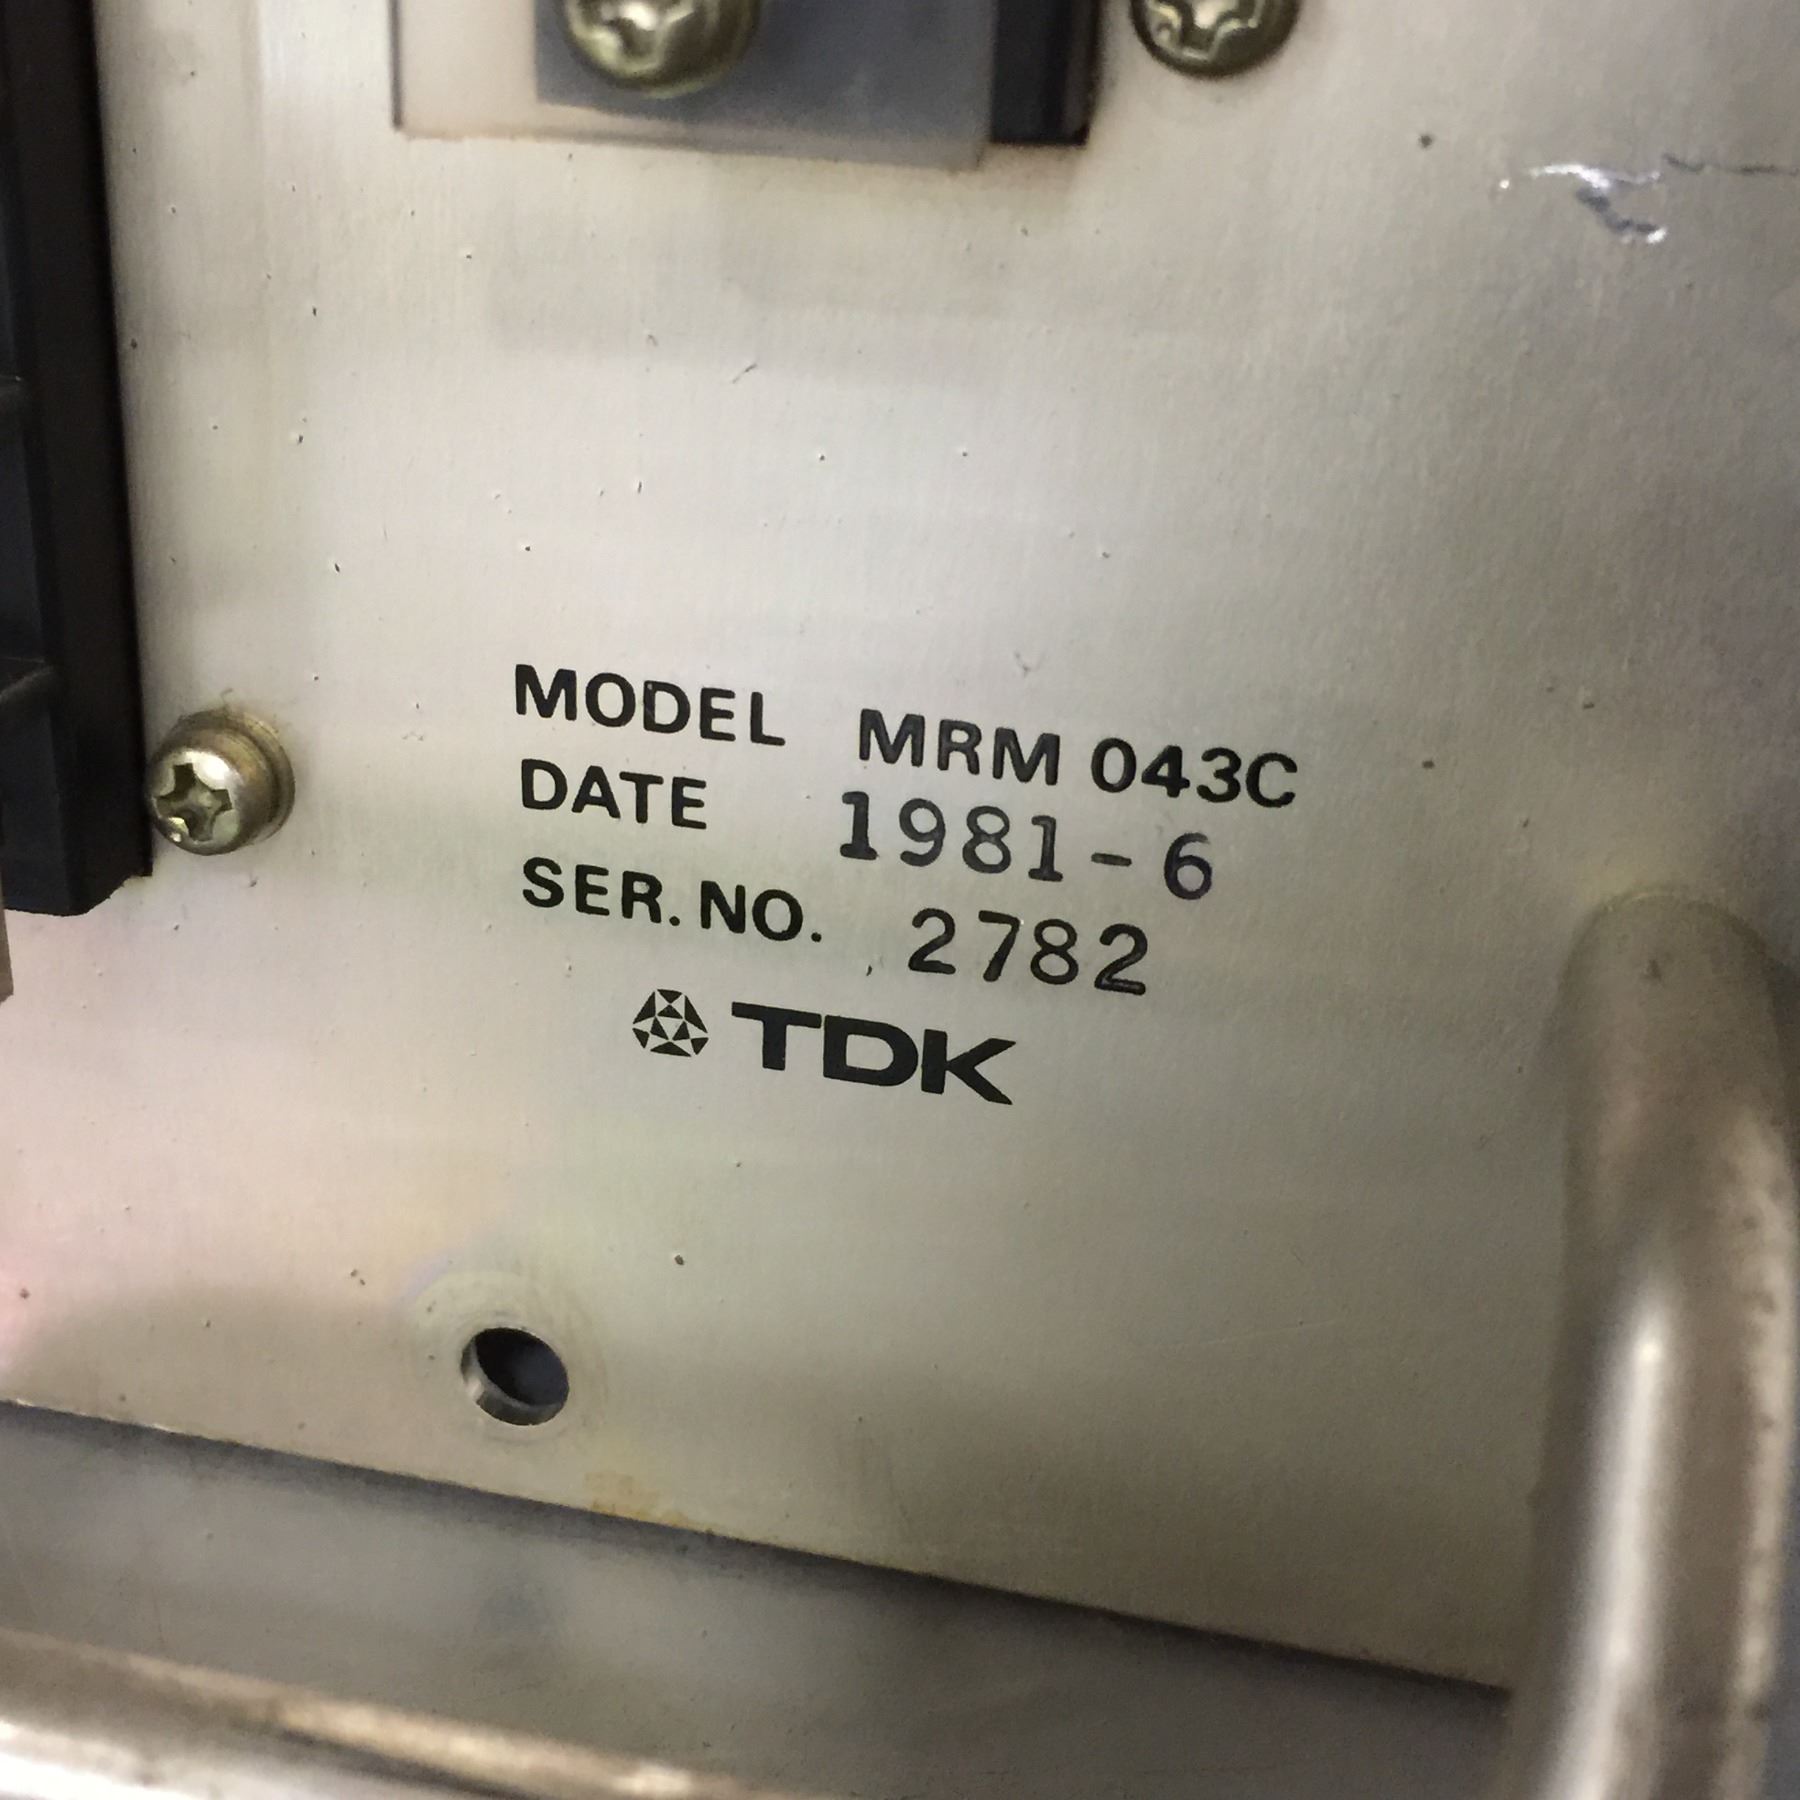 MODEL MRM 043C
DATE 1981-6
SER. NO. 2782
TDK